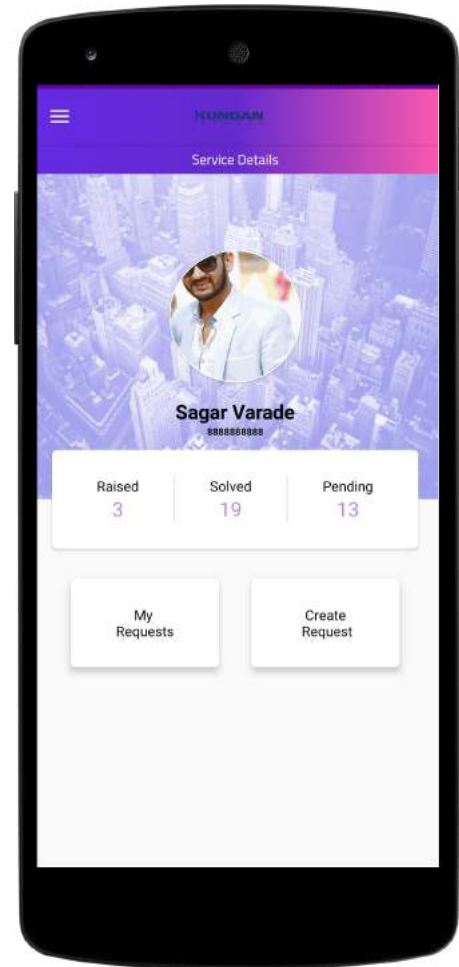 KUNDAN
Service Details
Sagar Varade
8888888888
Raised
3
Solved
19
Pending
13
My
Requests
Create
Request